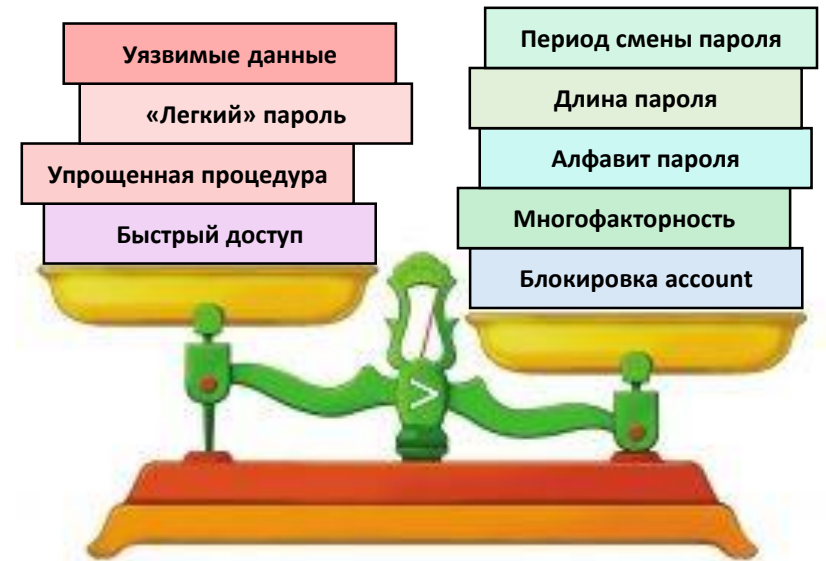 Уязвимые данные
«Легкий» пароль
Упрощенная процедура
Быстрый доступ
Период смены пароля
Длина пароля
Алфавит пароля
Многофакторность
Блокировка account
>